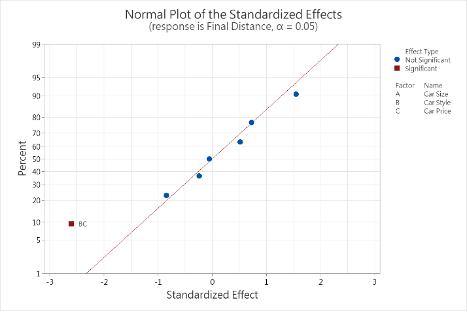 Normal Plot of the Standardized Effects
(response is Final Distance, α = 0.05)
99
95
90
80
70
60
50
40
30
20
10
5
1
Percent
BC
-3
-2
-1
0
1
2
3
Standardized Effect
Effect Type
Not Significant
Significant
Factor Name
A Car Size
B Car Style
C Car Price